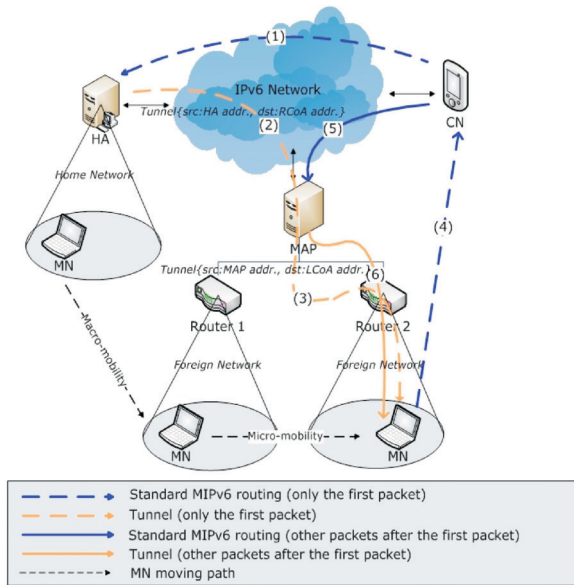 (1)
IPv6 Network
Tunnel{src:HA addr., dst:RCoA addr.}
HA
(2)
(5)
CN
Home Network
MAP
(4)
MN
Tunnel{src:MAP addr., dst:LCoA addr.}
(6)
(3)
Router 1
Router 2
Macro-mobility
Foreign Network
Foreign Network
MN
Micro-mobility
MN
Standard MIPv6 routing (only the first packet)
Tunnel (only the first packet)
Standard MIPv6 routing (other packets after the first packet)
Tunnel (other packets after the first packet)
MN moving path